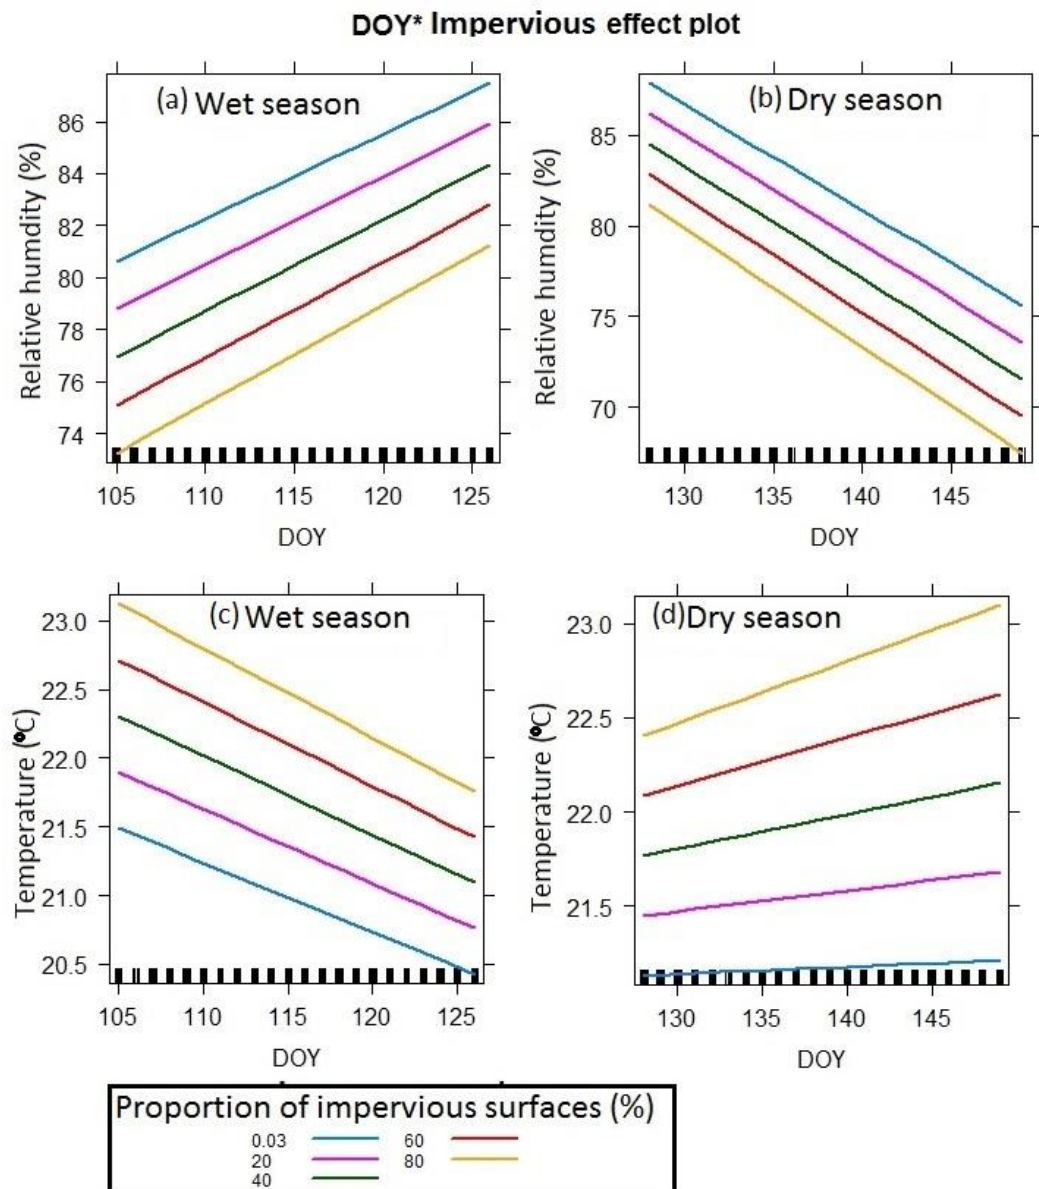 DOY* Impervious effect plot
(a) Wet season
(b) Dry season
Relative humdity (%)
86
84
82
80
78
76
74
105 110 115 120 125
DOY
Relative humdity (%)
85
80
75
70
130 135 140 145
DOY
(c) Wet season
(d)Dry season
Temperature (°C)
23.0
22.5
22.0
21.5
21.0
20.5
105 110 115 120 125
DOY
Temperature (°C)
23.0
22.5
22.0
21.5
130 135 140 145
DOY
Proportion of impervious surfaces (%)
0.03 60
20 80
40